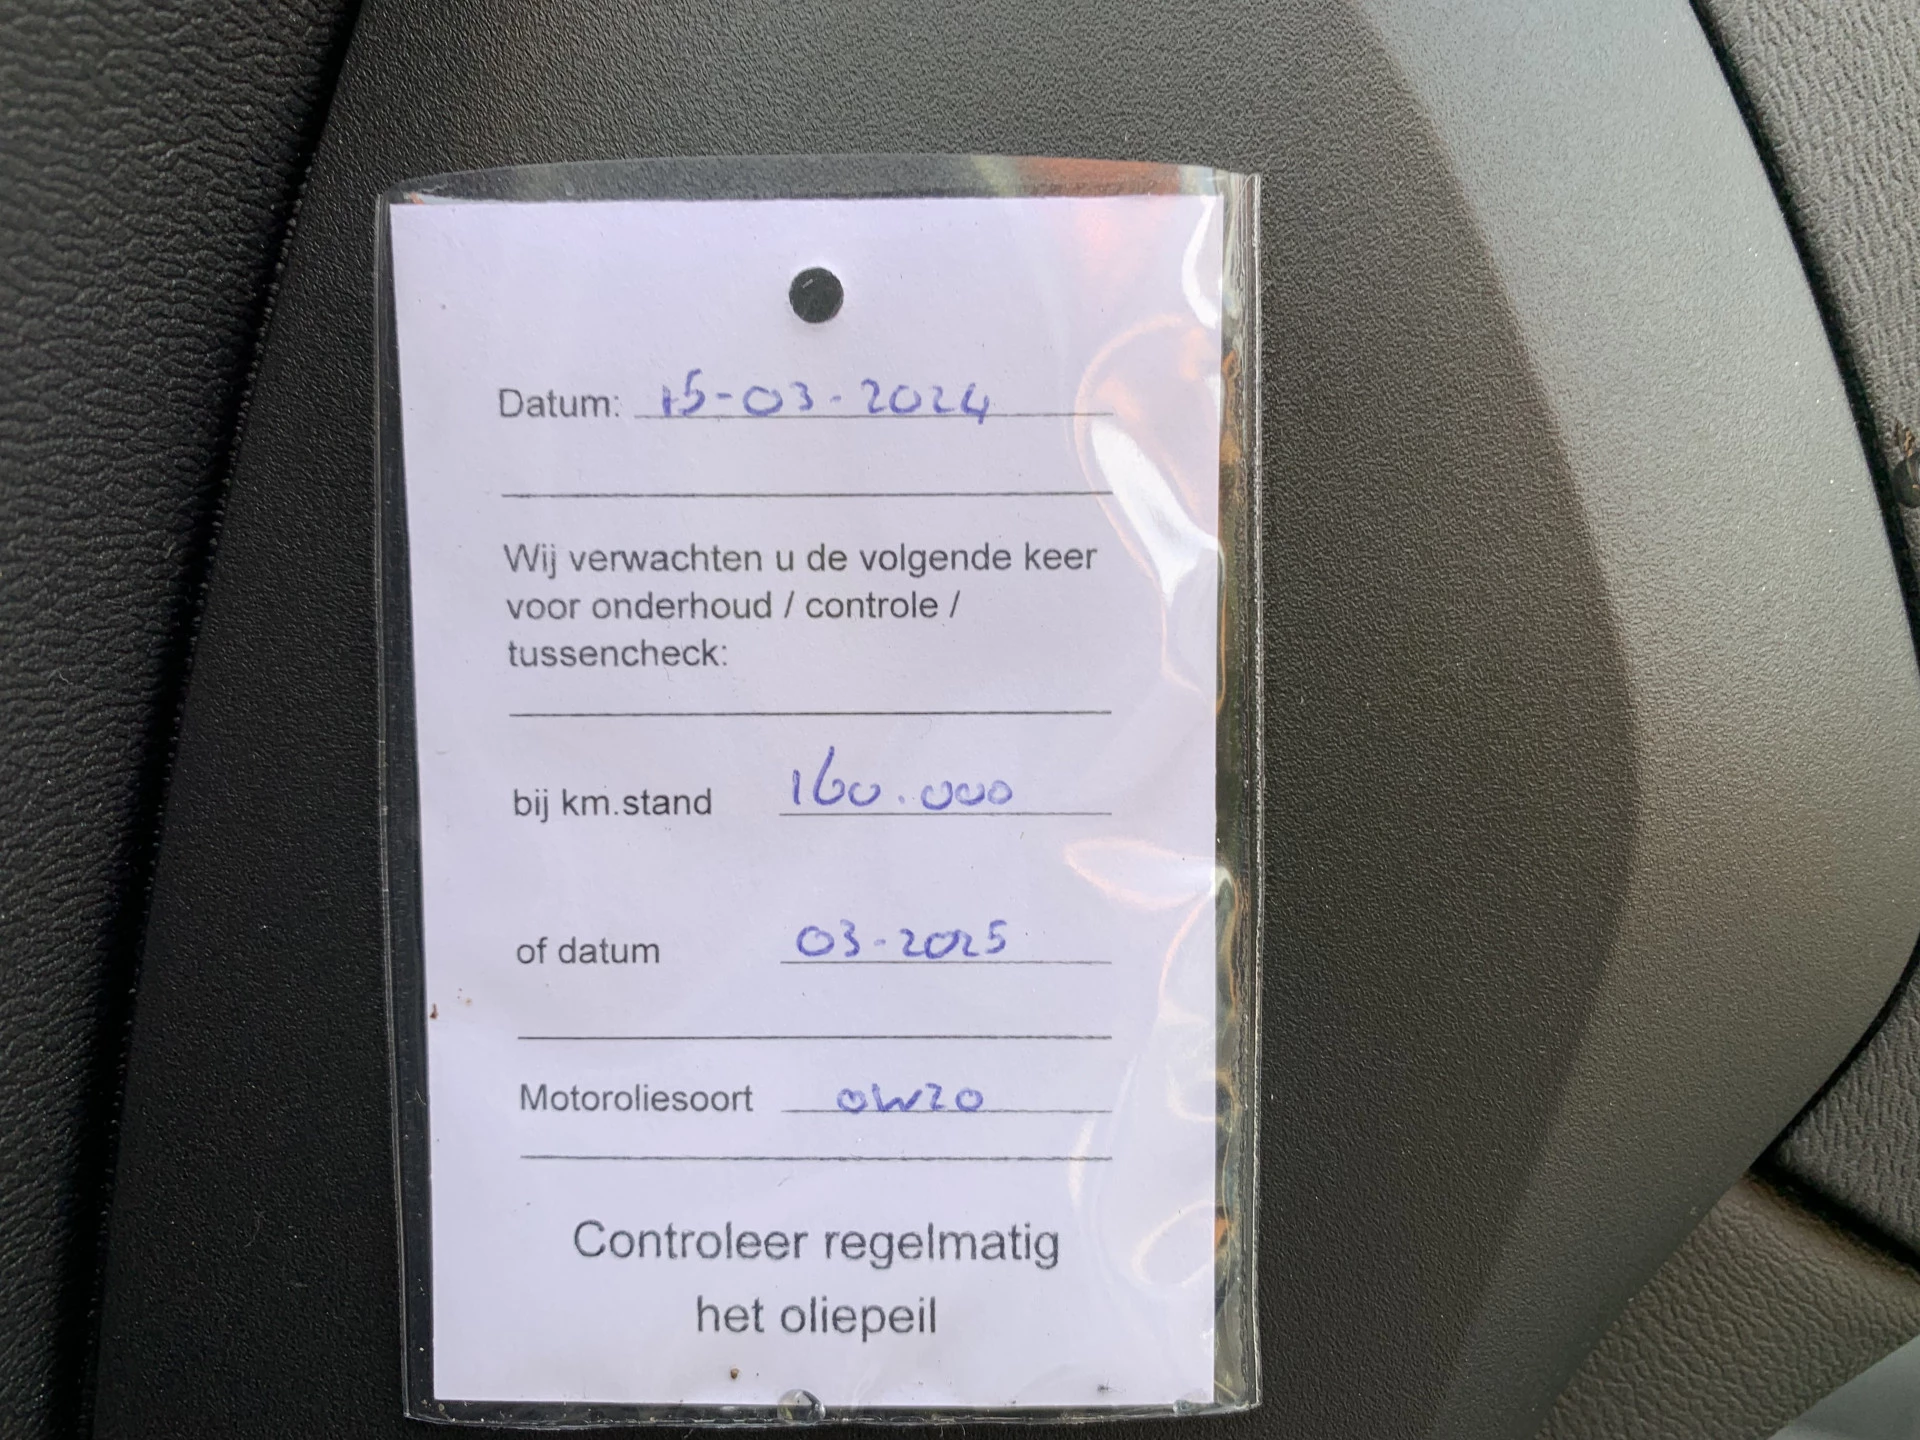 Datum: 15-03-2024
Wij verwachten u de volgende keer
voor onderhoud / controle /
tussencheck:
bij km.stand 160.000
of datum 03-2025
Motoroliesoort 0W20
Controleer regelmatig
het oliepeil